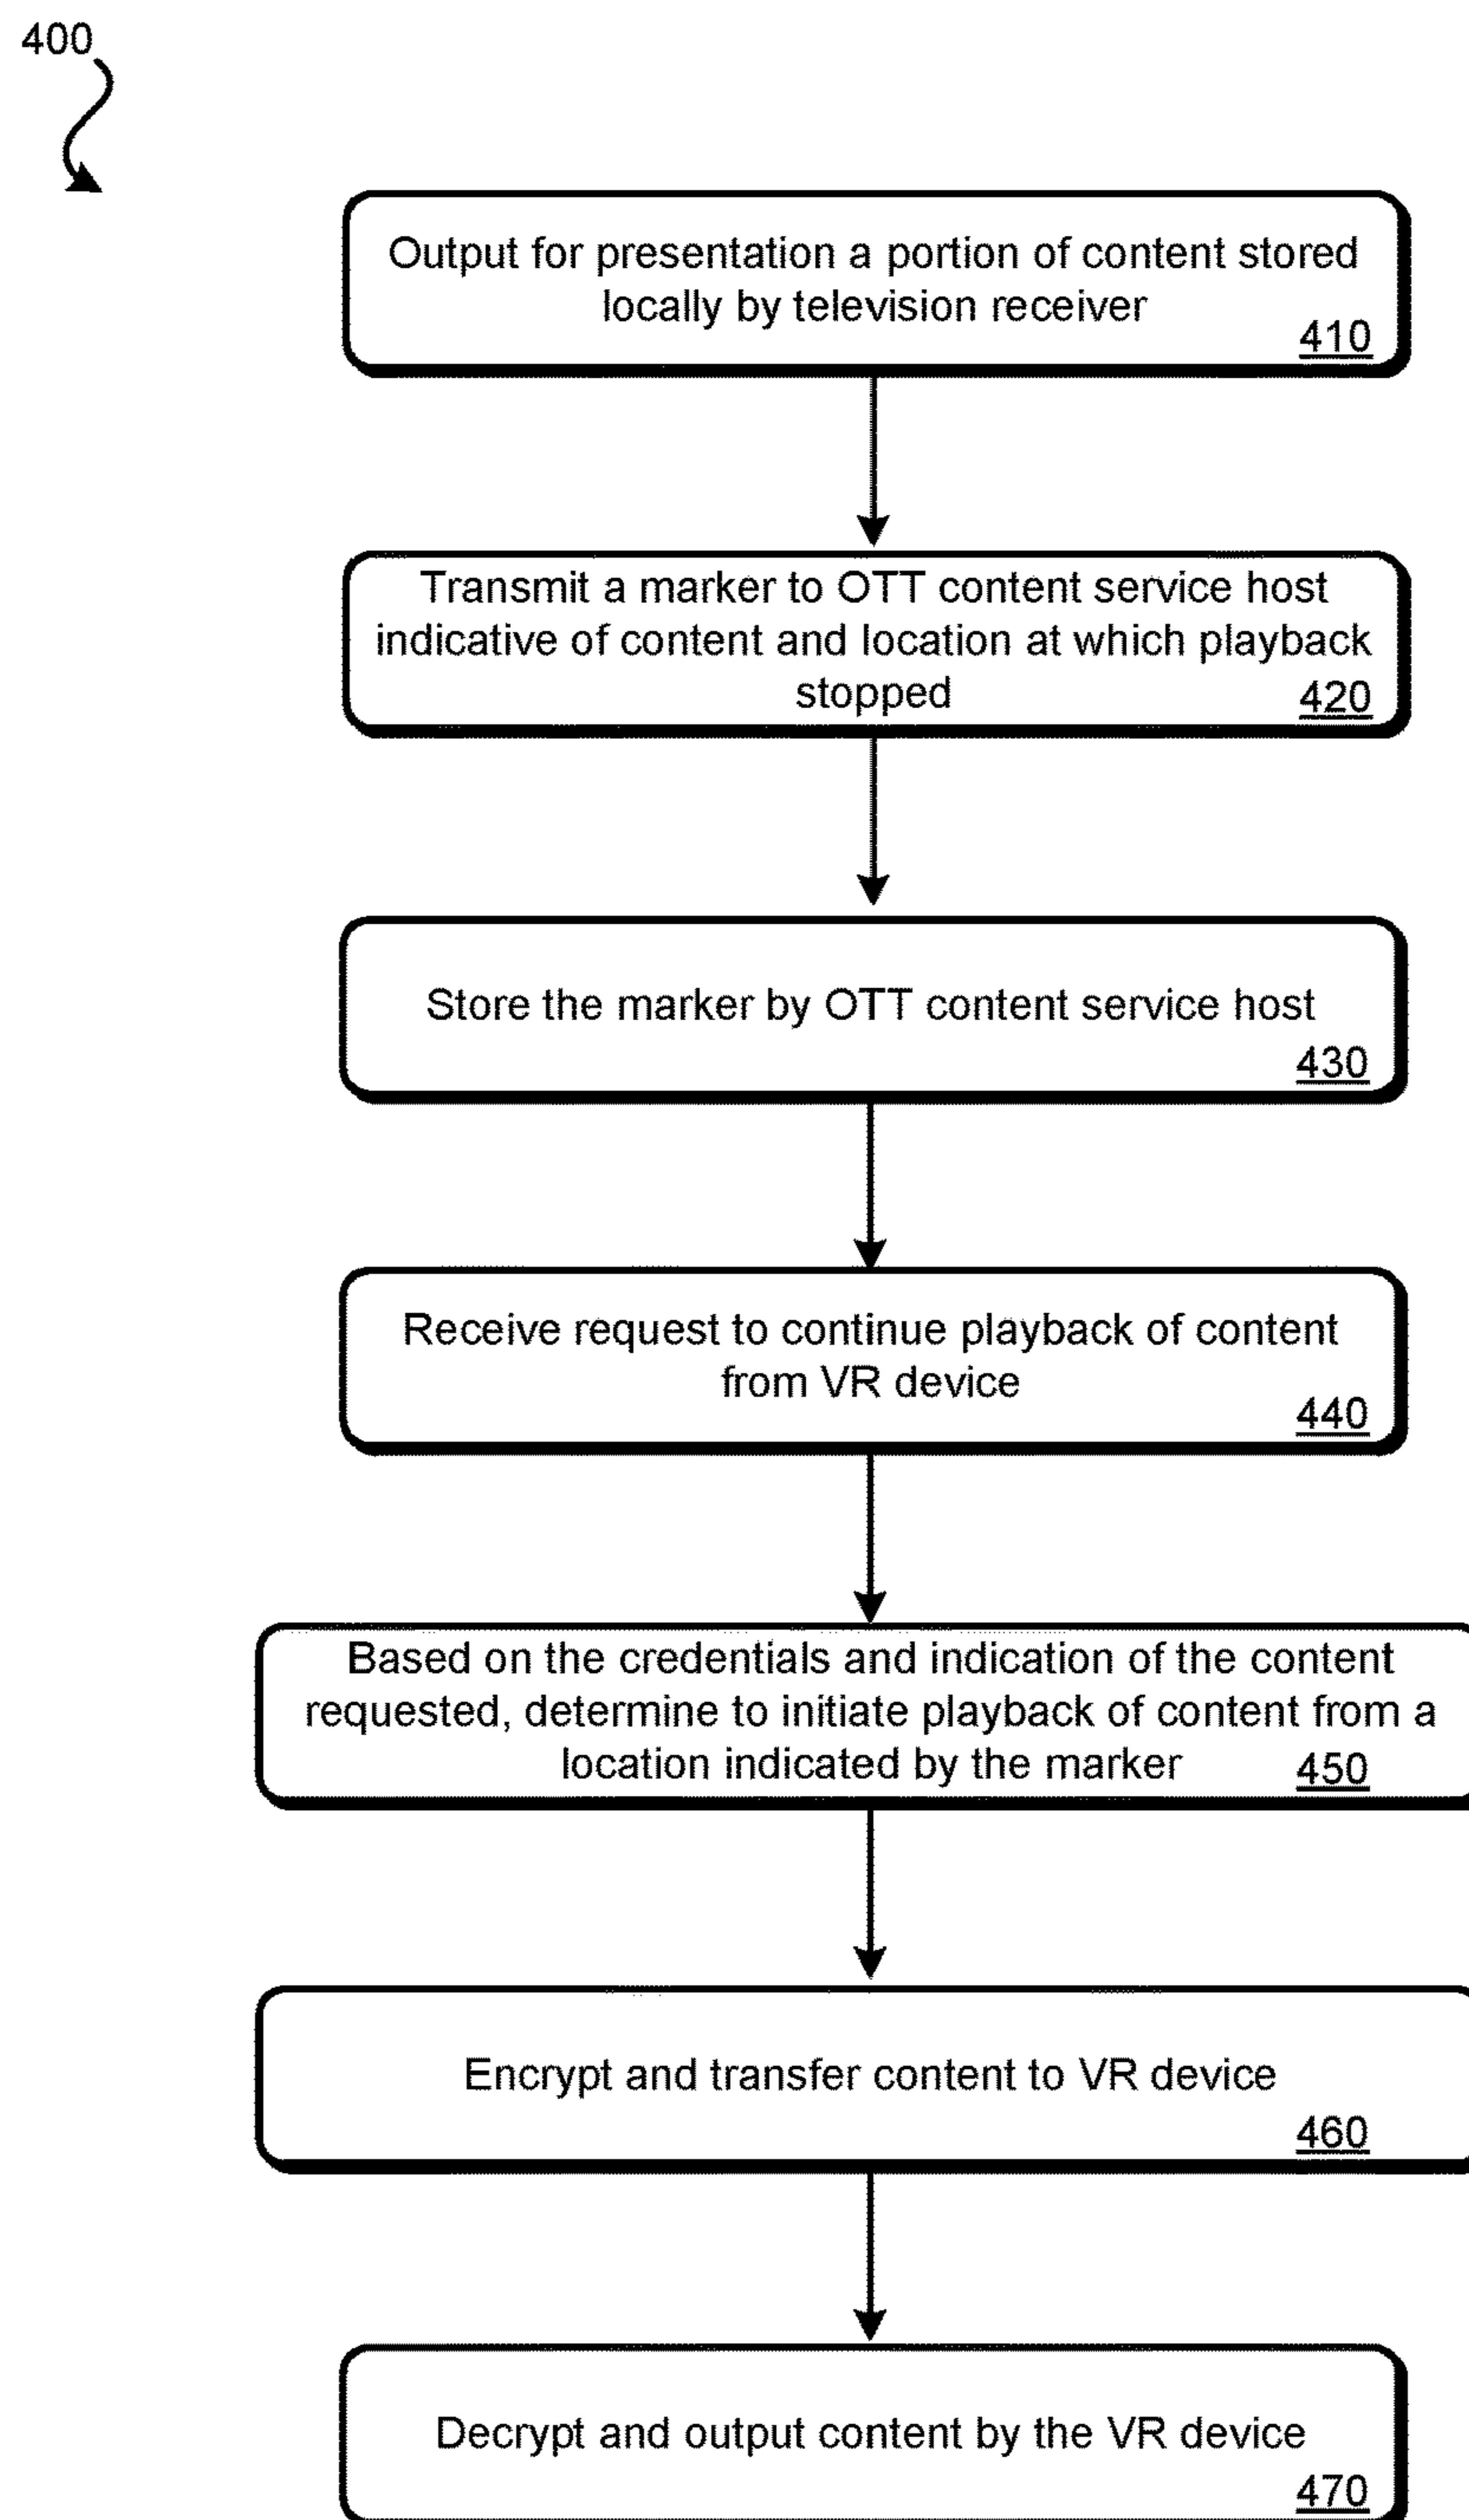 400
Output for presentation a portion of content stored
locally by television receiver
410
Transmit a marker to OTT content service host
indicative of content and location at which playback
stopped
420
Store the marker by OTT content service host
430
Receive request to continue playback of content
from VR device
440
Based on the credentials and indication of the content
requested, determine to initiate playback of content from a
location indicated by the marker
450
Encrypt and transfer content to VR device
460
Decrypt and output content by the VR device
470